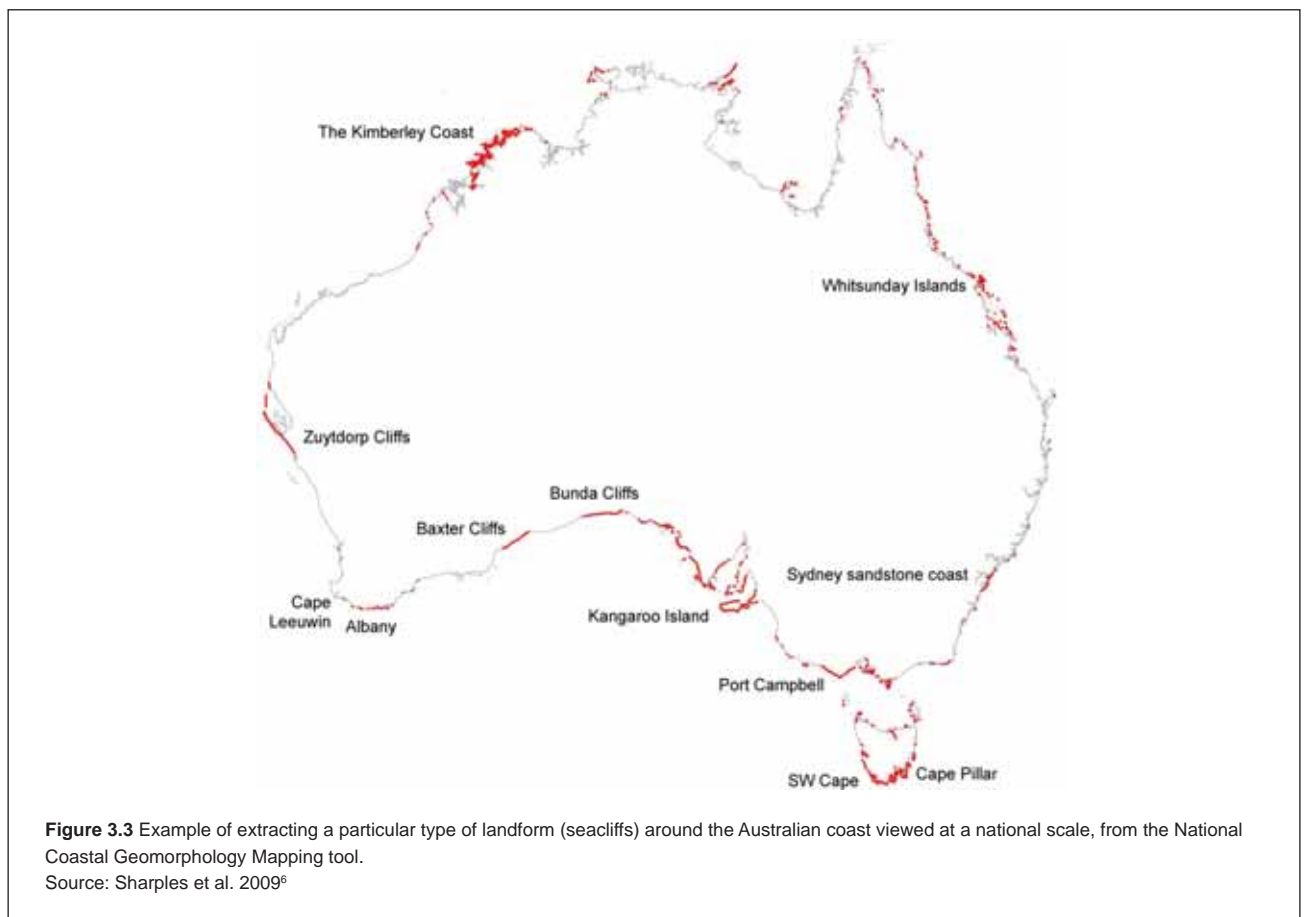 The Kimberley Coast
Whitsunday Islands
Zuytdorp Cliffs
Bunda Cliffs
Baxter Cliffs
Sydney sandstone coast
Cape
Leeuwin
Albany
Kangaroo Island
Port Campbell
SW Cape
Cape Pillar
Figure 3.3 Example of extracting a particular type of landform (seacliffs) around the Australian coast viewed at a national scale, from the National
Coastal Geomorphology Mapping tool.
Source: Sharples et al. 2009⁶